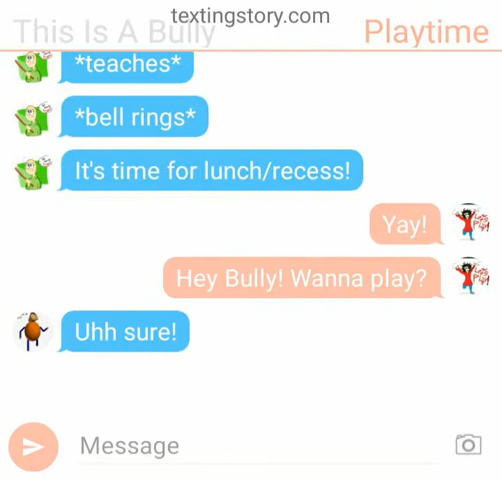 textingstory.com
This Is A Bully
Playtime
*teaches*
*bell rings*
It's time for lunch/recess!
Yay!
Hey Bully! Wanna play?
Uhh sure!
Message